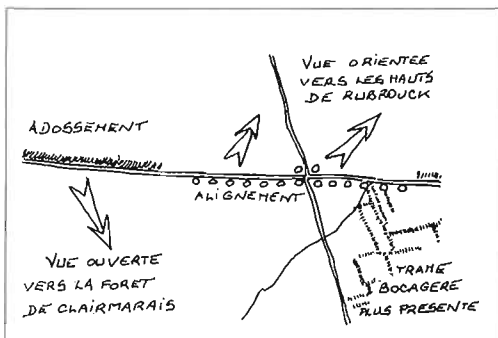 VUE ORIENTEE
VERS LES HAUTS
DE RUBROUCK
ADOSSEMENT
ALIGNEMENT
VUE OUVERTE
VERS LA FORET
DE CLAIRMARAIS
TRAME
BOCAGERE
PLUS PRESENTE